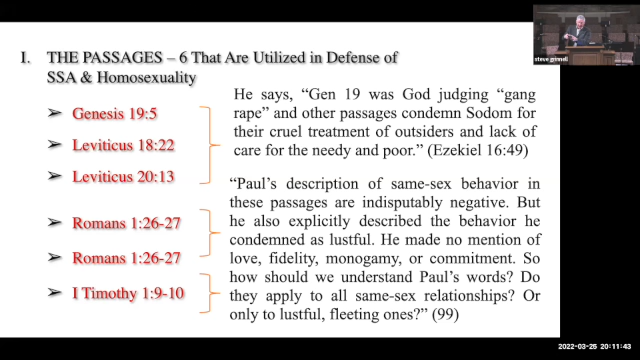 I. THE PASSAGES – 6 That Are Utilized in Defense of
SSA & Homosexuality
➢ Genesis 19:5
➢ Leviticus 18:22
➢ Leviticus 20:13
➢ Romans 1:26-27
➢ Romans 1:26-27
➢ I Timothy 1:9-10
He says, “Gen 19 was God judging “gang
rape” and other passages condemn Sodom for
their cruel treatment of outsiders and lack of
care for the needy and poor.” (Ezekiel 16:49)
“Paul’s description of same-sex behavior in
these passages are indisputably negative. But
he also explicitly described the behavior he
condemned as lustful. He made no mention of
love, fidelity, monogamy, or commitment. So
how should we understand Paul’s words? Do
they apply to all same-sex relationships? Or
only to lustful, fleeting ones?” (99)
steve ginnell
2022-03-25 20:11:43